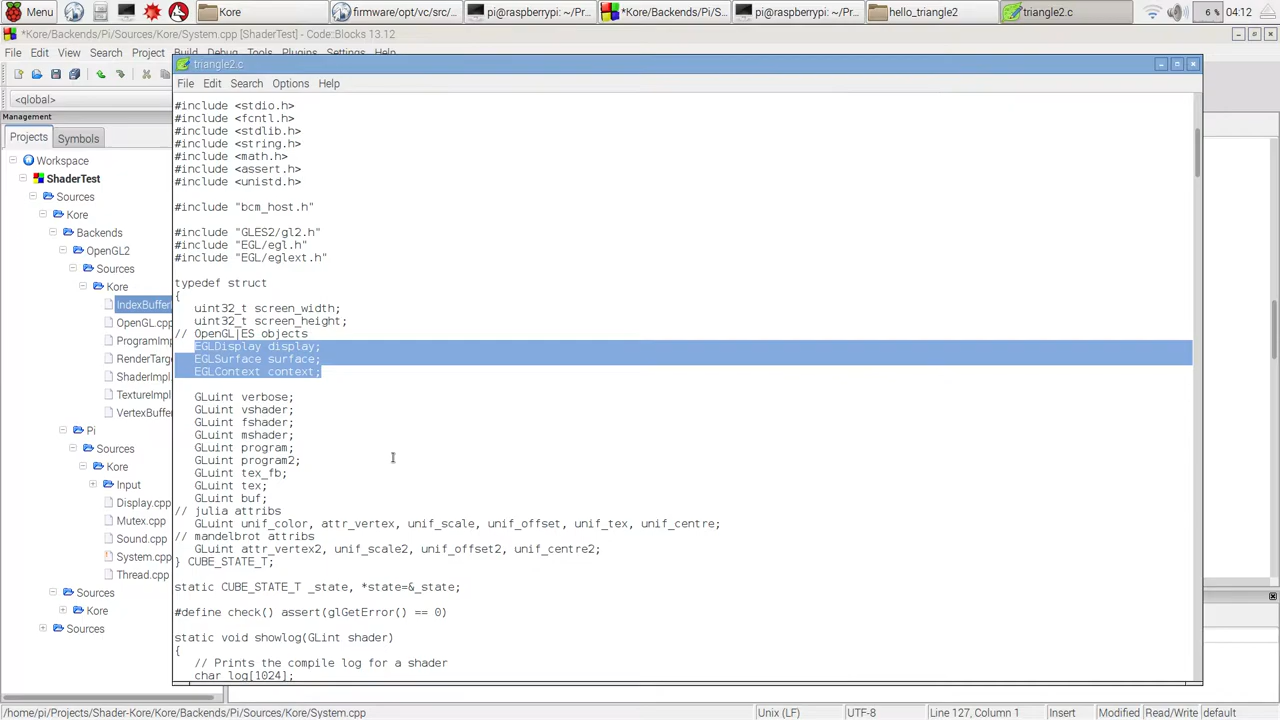 Menu
Kore
firmware/opt/vc/src/...
pi@raspberrypi: ~/Pr...
*Kore/Backends/Pi/S...
pi@raspberrypi: ~/Pr...
hello_triangle2
triangle2.c
6 %
04:12
*Kore/Backends/Pi/Sources/Kore/System.cpp [ShaderTest] - Code::Blocks 13.12
File Edit View Search Project Build Debug Tools Plugins Settings Help
triangle2.c
File Edit Search Options Help
<global>
Management
Projects Symbols
Workspace
ShaderTest
Sources
Kore
Backends
OpenGL2
Sources
Kore
IndexBufferI
OpenGL.cpp
ProgramImp
RenderTarg
ShaderImpl.
TextureImpl
VertexBuffe
Pi
Sources
Kore
Input
Display.cpp
Mutex.cpp
Sound.cpp
System.cpp
Thread.cpp
Sources
Kore
Sources
#include <stdio.h>
#include <fcntl.h>
#include <stdlib.h>
#include <string.h>
#include <math.h>
#include <assert.h>
#include <unistd.h>
#include "bcm_host.h"
#include "GLES2/gl2.h"
#include "EGL/egl.h"
#include "EGL/eglext.h"
typedef struct
{
uint32_t screen_width;
uint32_t screen_height;
// OpenGL|ES objects
EGLDisplay display;
EGLSurface surface;
EGLContext context;
GLuint verbose;
GLuint vshader;
GLuint fshader;
GLuint mshader;
GLuint program;
GLuint program2;
GLuint tex_fb;
GLuint tex;
GLuint buf;
// julia attribs
GLuint unif_color, attr_vertex, unif_scale, unif_offset, unif_tex, unif_centre;
// mandelbrot attribs
GLuint attr_vertex2, unif_scale2, unif_offset2, unif_centre2;
} CUBE_STATE_T;
static CUBE_STATE_T _state, *state=&_state;
#define check() assert(glGetError() == 0)
static void showlog(GLint shader)
{
// Prints the compile log for a shader
char log[1024];
/home/pi/Projects/Shader-Kore/Kore/Backends/Pi/Sources/Kore/System.cpp
Unix (LF)
UTF-8
Line 127, Column 1
Insert
Modified
Read/Write
default